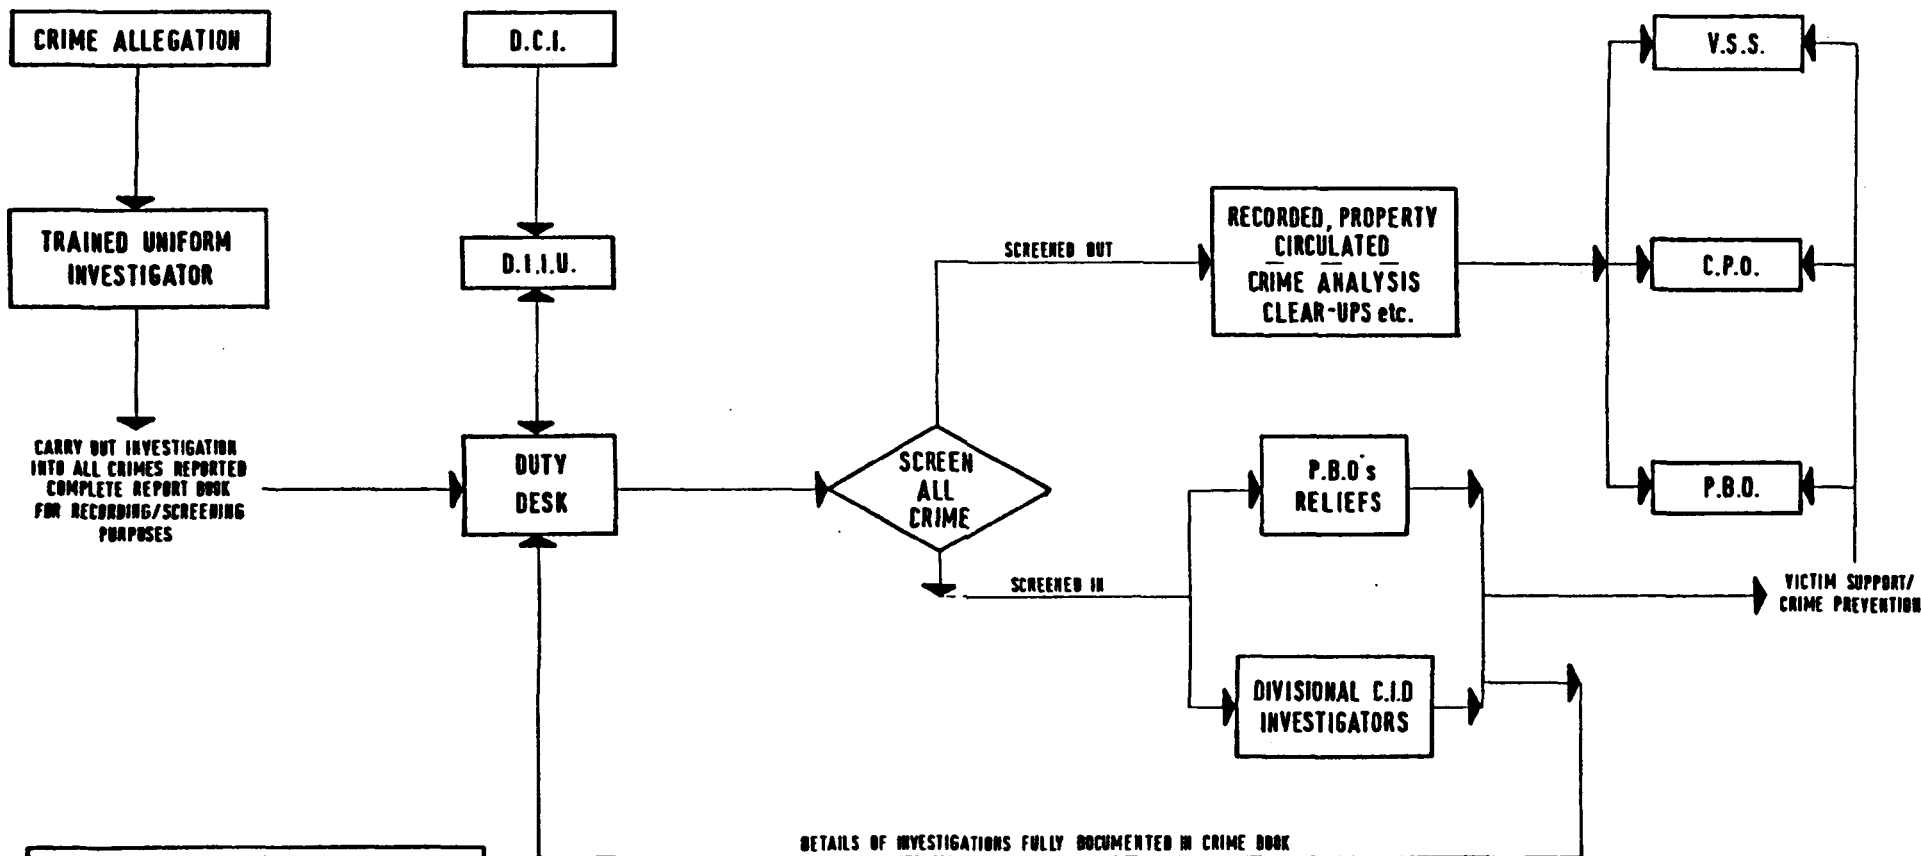 CRIME ALLEGATION
D.C.I.
V.S.S.
TRAINED UNIFORM
INVESTIGATOR
D.I.I.U.
SCREENED OUT
RECORDED, PROPERTY
CIRCULATED
CRIME ANALYSIS
CLEAR-UPS etc.
C.P.O.
CARRY OUT INVESTIGATION
INTO ALL CRIMES REPORTED
COMPLETE REPORT BOOK
FOR RECORDING/SCREENING
PURPOSES
DUTY
DESK
SCREEN
ALL
CRIME
P.B.O's
RELIEFS
P.B.O.
SCREENED IN
VICTIM SUPPORT/
CRIME PREVENTION
DIVISIONAL C.I.D
INVESTIGATORS
DETAILS OF INVESTIGATIONS FULLY DOCUMENTED IN CRIME BOOK